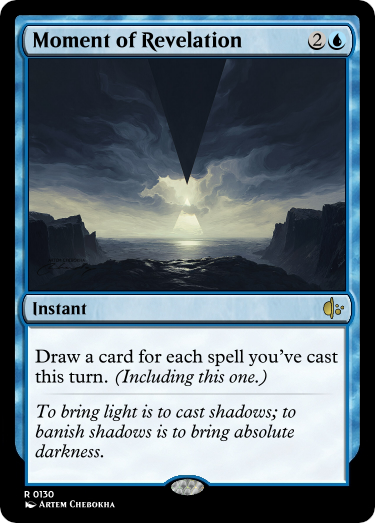 Moment of Revelation 2
Instant
Draw a card for each spell you've cast
this turn. (Including this one.)
To bring light is to cast shadows; to
banish shadows is to bring absolute
darkness.
R 0130
Artem Chebokha